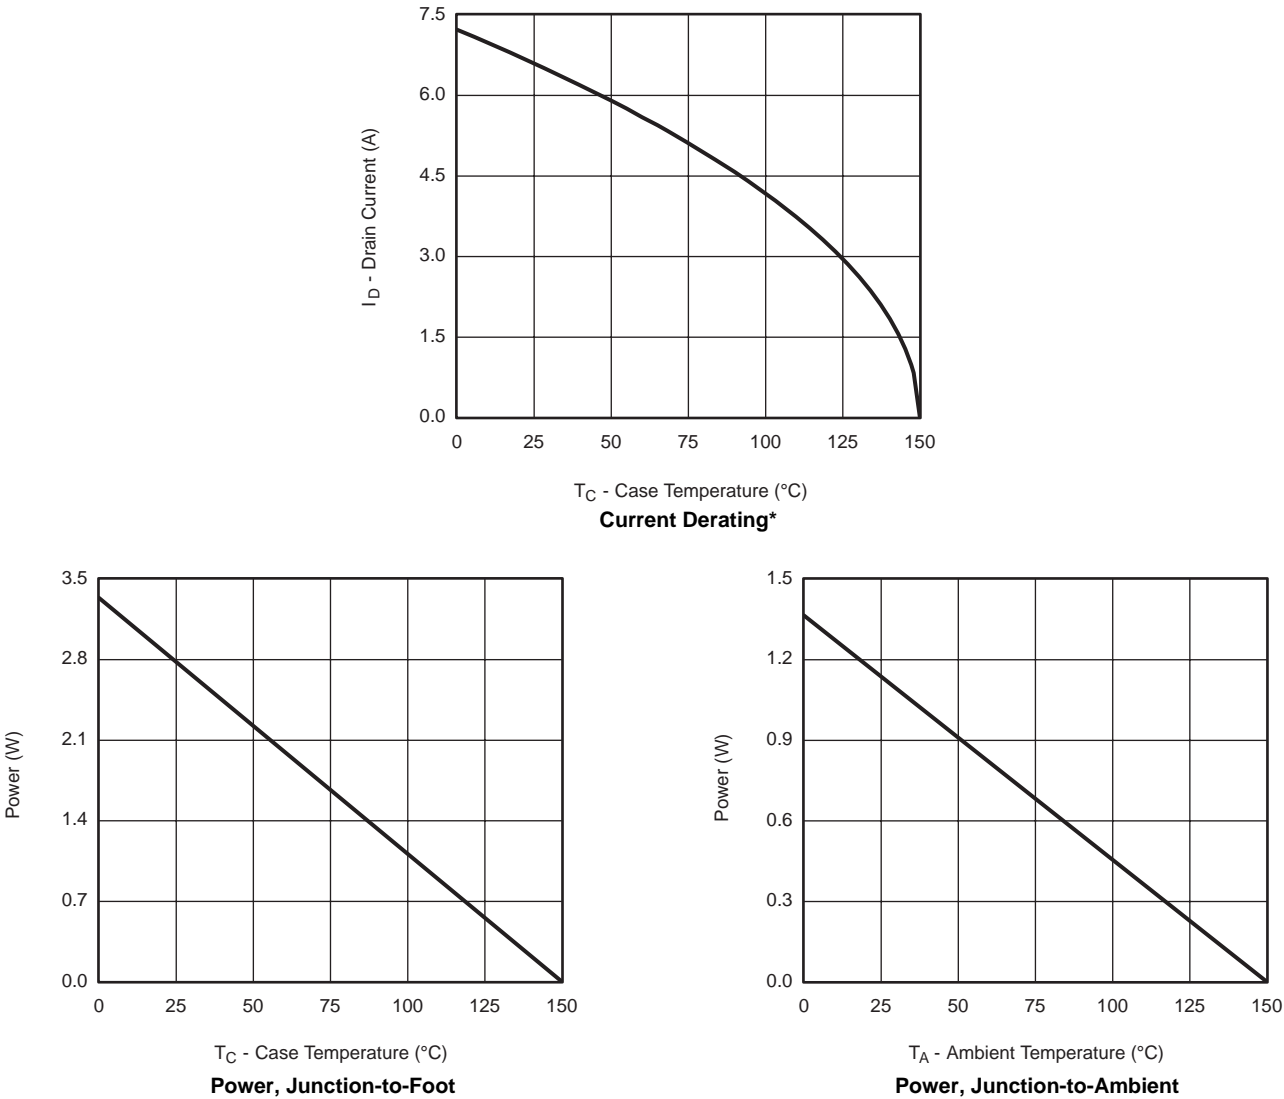 7.5
6.0
4.5
3.0
1.5
0.0
I_D - Drain Current (A)
0 25 50 75 100 125 150
T_C - Case Temperature (°C)
Current Derating*
3.5
2.8
2.1
1.4
0.7
0.0
Power (W)
0 25 50 75 100 125 150
T_C - Case Temperature (°C)
Power, Junction-to-Foot
1.5
1.2
0.9
0.6
0.3
0.0
Power (W)
0 25 50 75 100 125 150
T_A - Ambient Temperature (°C)
Power, Junction-to-Ambient